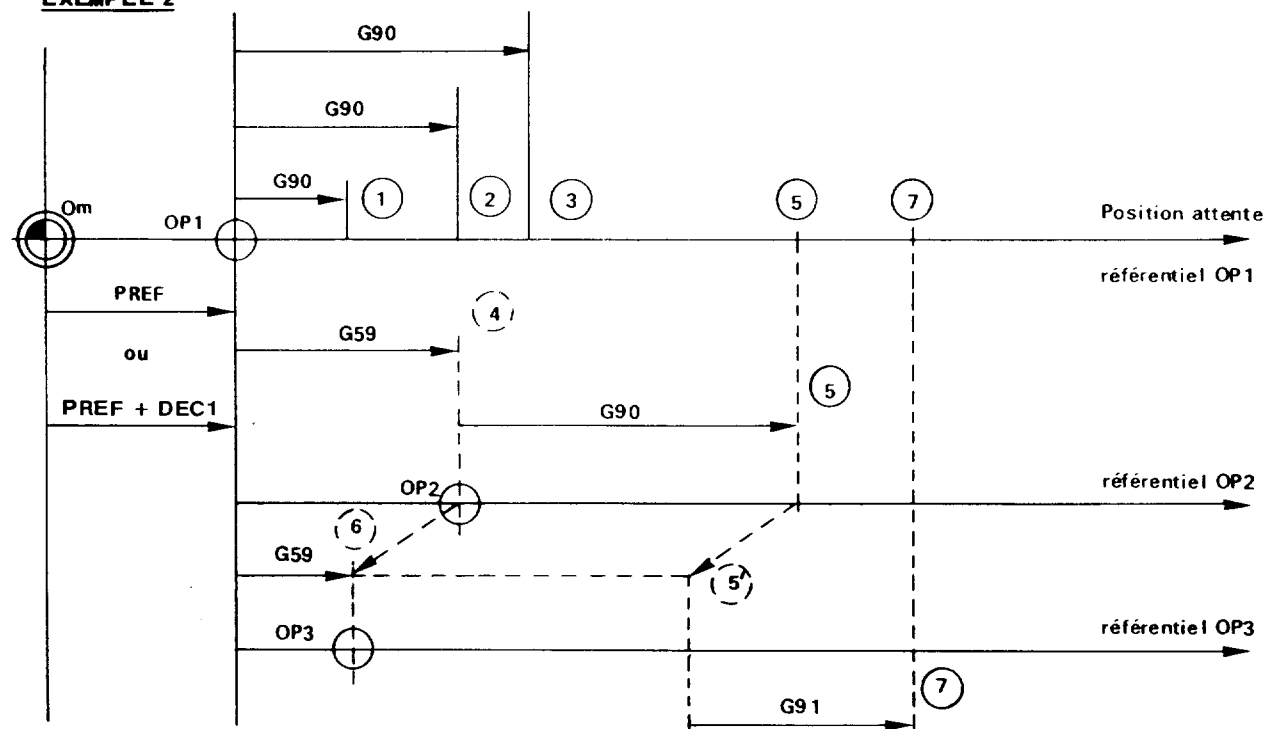 EXEMPLE 2
G90
G90
G90
1
2
3
5
7
Om
OP1
Position attente
référentiel OP1
PREF
4
G59
ou
5
PREF + DEC1
G90
OP2
référentiel OP2
6
G59
5'
OP3
référentiel OP3
7
G91